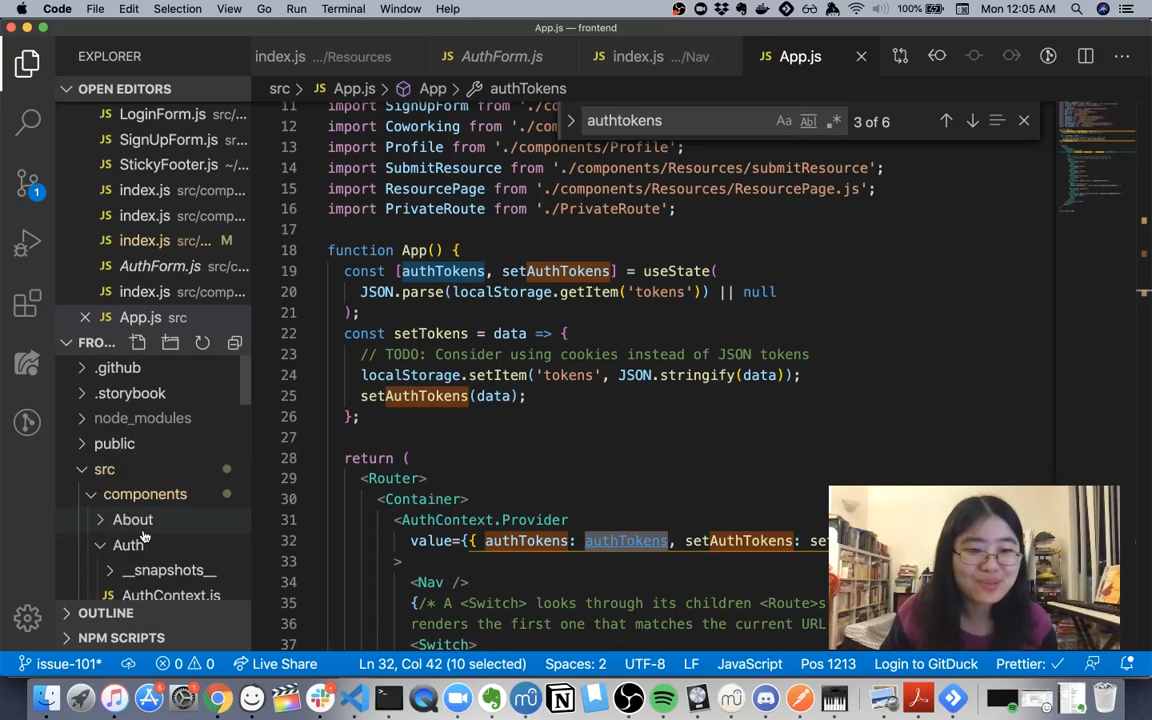 Code File Edit Selection View Go Run Terminal Window Help 100% Mon 12:05 AM
App.js — frontend
EXPLORER index.js .../Resources AuthForm.js index.js .../Nav App.js
OPEN EDITORS src > App.js > App > authTokens
LoginForm.js src/...
SignUpForm.js sr...
StickyFooter.js ~/...
index.js src/comp...
index.js src/comp...
index.js src/... M
AuthForm.js src/c...
index.js src/comp...
App.js src
FRO...
.github
.storybook
node_modules
public
src
components
About
Auth
__snapshots__
AuthContext.js
OUTLINE
NPM SCRIPTS
authtokens Aa Abl .* 3 of 6
11 import SignUpForm from './co
12 import Coworking from './com
13 import Profile from './components/Profile';
14 import SubmitResource from './components/Resources/submitResource';
15 import ResourcePage from './components/Resources/ResourcePage.js';
16 import PrivateRoute from './PrivateRoute';
17
18 function App() {
19 const [authTokens, setAuthTokens] = useState(
20 JSON.parse(localStorage.getItem('tokens')) || null
21 );
22 const setTokens = data => {
23 // TODO: Consider using cookies instead of JSON tokens
24 localStorage.setItem('tokens', JSON.stringify(data));
25 setAuthTokens(data);
26 };
27
28 return (
29 <Router>
30 <Container>
31 <AuthContext.Provider
32 value={{ authTokens: authTokens, setAuthTokens: set
33 >
34 <Nav />
35 {/* A <Switch> looks through its children <Route>s
36 renders the first one that matches the current URL
37 <Switch>
issue-101* 0 0 Live Share Ln 32, Col 42 (10 selected) Spaces: 2 UTF-8 LF JavaScript Pos 1213 Login to GitDuck Prettier: ✓